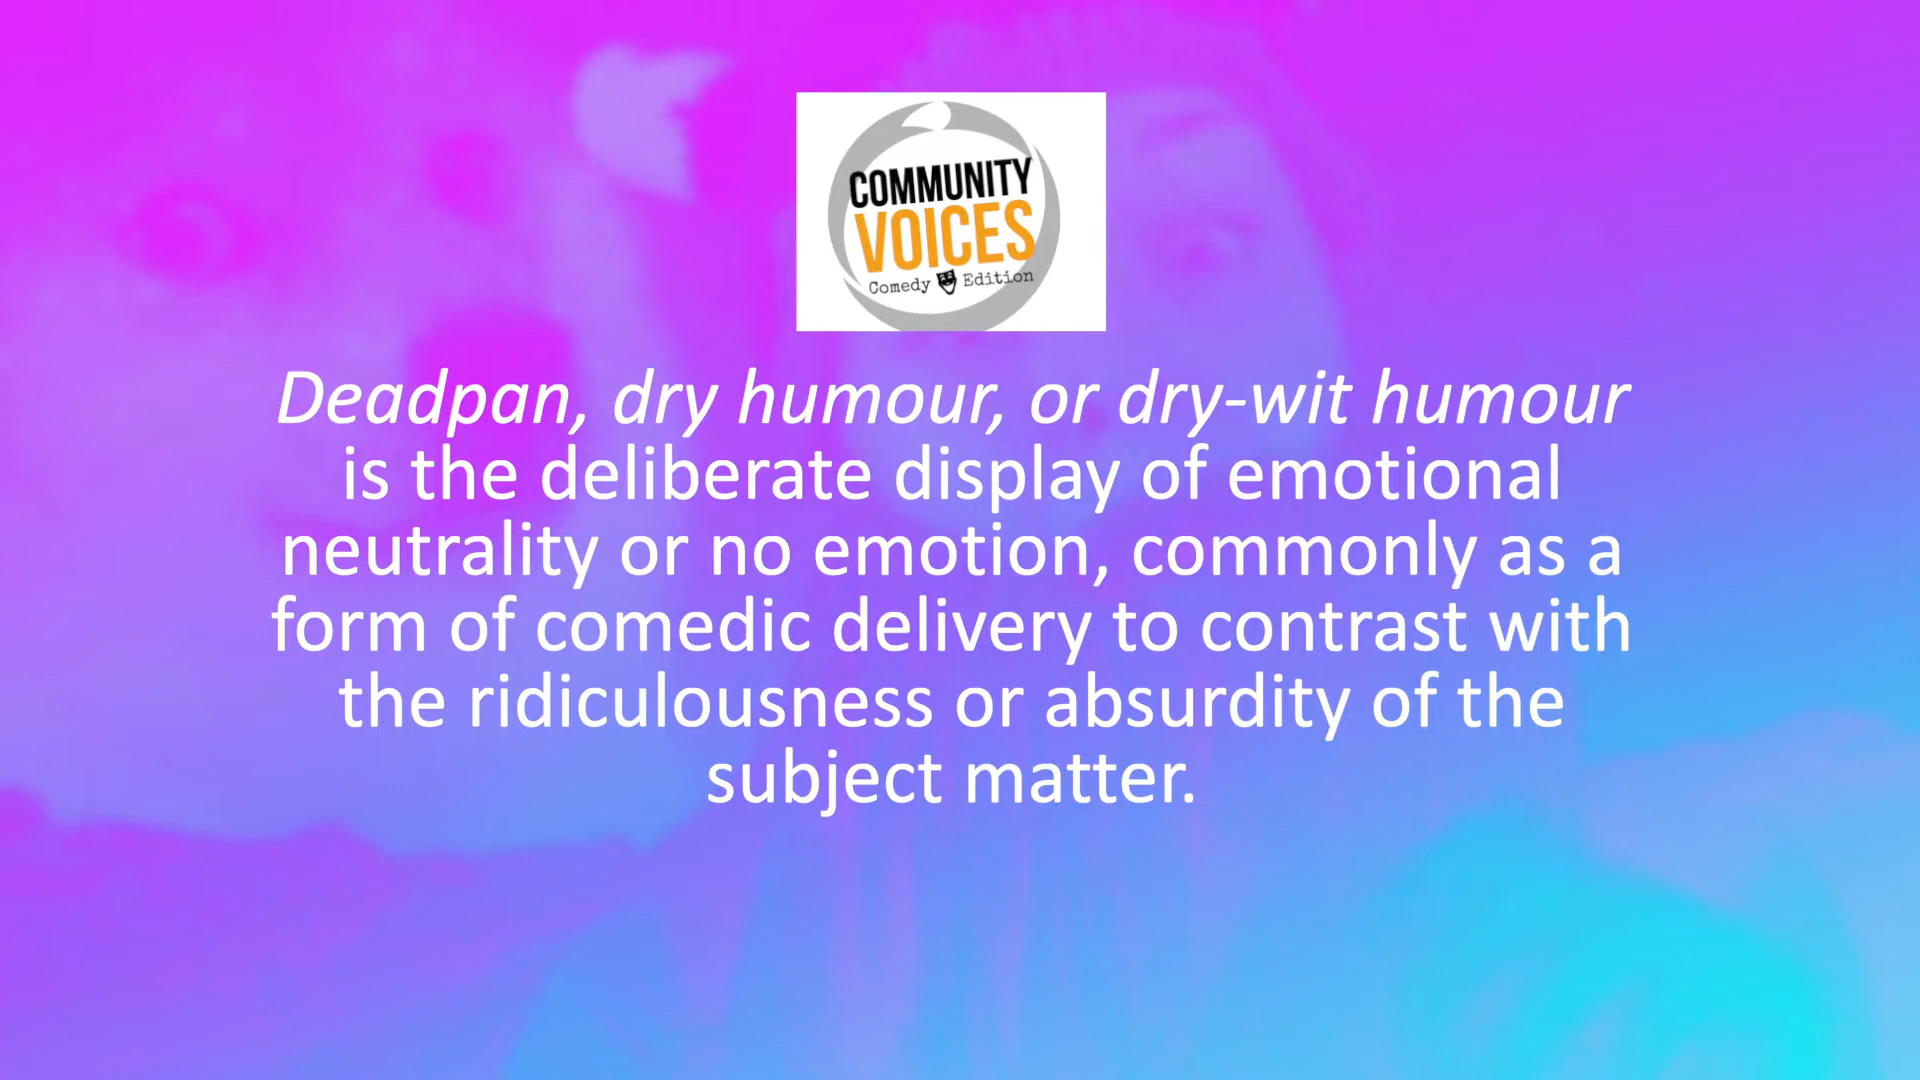 COMMUNITY
VOICES
Comedy Edition
Deadpan, dry humour, or dry-wit humour
is the deliberate display of emotional
neutrality or no emotion, commonly as a
form of comedic delivery to contrast with
the ridiculousness or absurdity of the
subject matter.